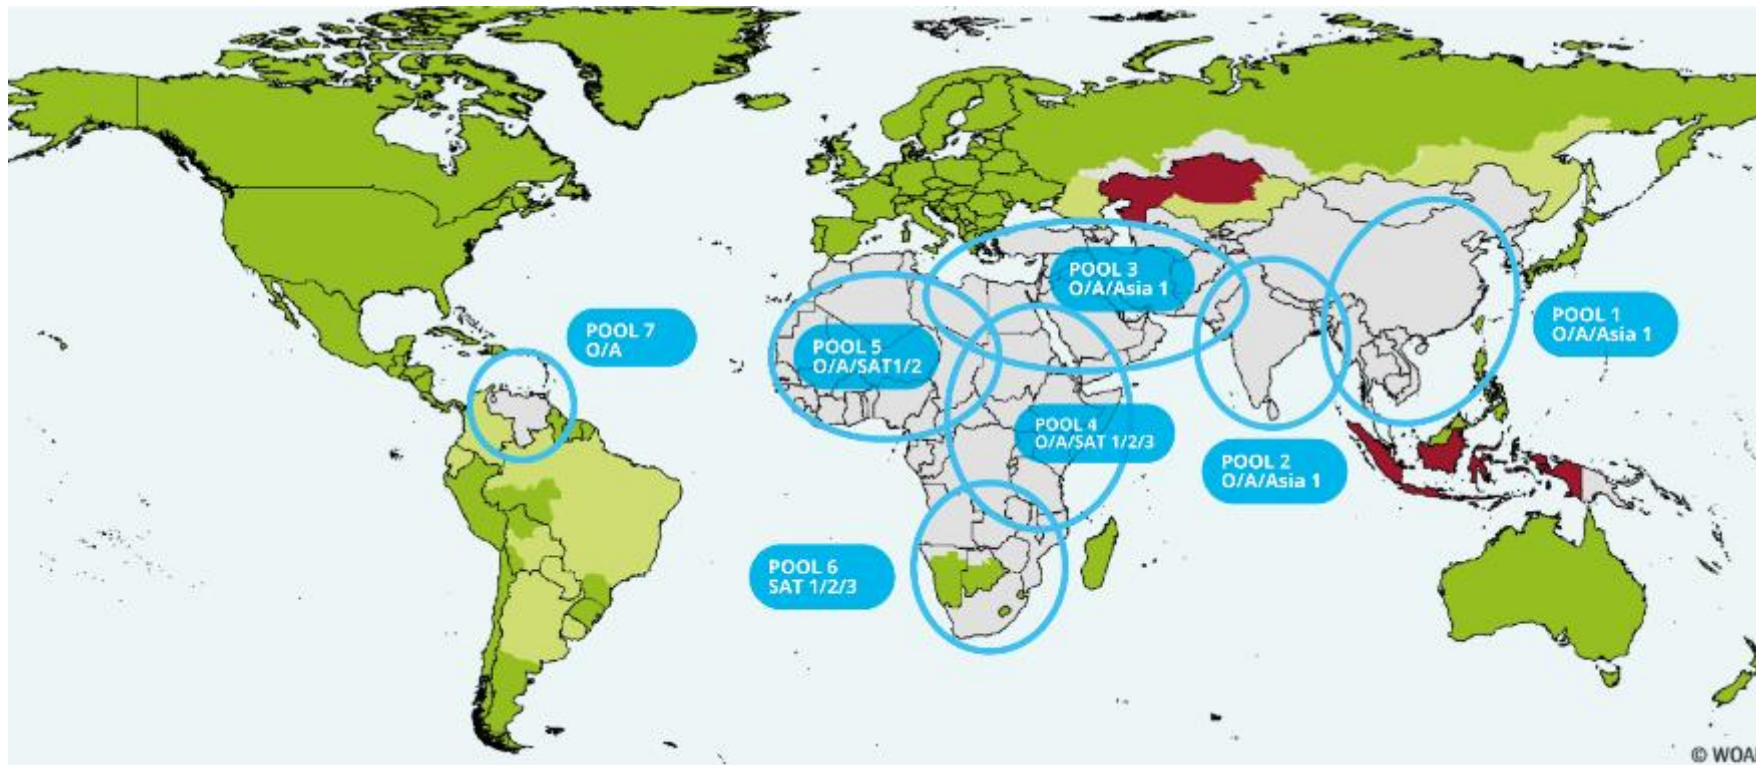 POOL 3
O/A/Asia 1
POOL 7
O/A
POOL 5
O/A/SAT1/2
POOL 1
O/A/Asia 1
POOL 4
O/A/SAT 1/2/3
POOL 2
O/A/Asia 1
POOL 6
SAT 1/2/3
© WOA